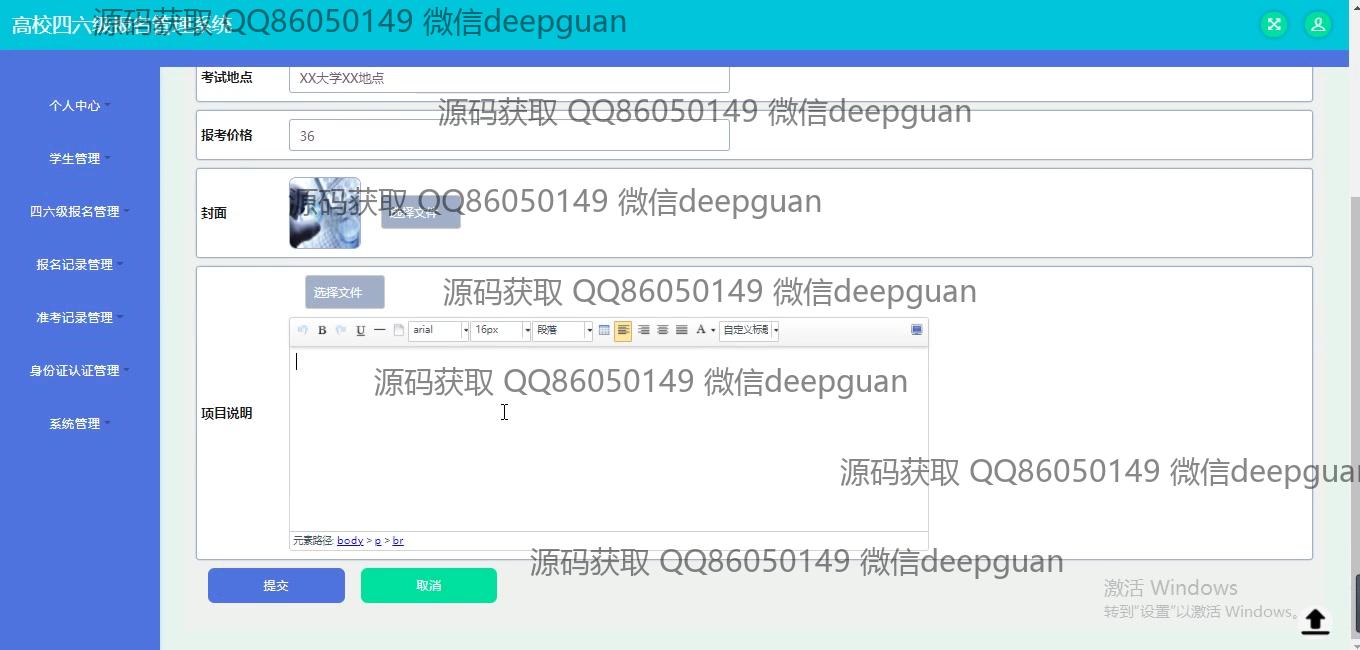 高校四六级报名管理系统
源码获取 QQ86050149 微信deepguan
个人中心
学生管理
四六级报名管理
报名记录管理
准考记录管理
身份证认证管理
系统管理
考试地点 XX大学XX地点
源码获取 QQ86050149 微信deepguan
报考价格 36
源码获取 QQ86050149 微信deepguan
封面 选择文件
选择文件
源码获取 QQ86050149 微信deepguan
B U arial 16px 段落 A 自定义标题
源码获取 QQ86050149 微信deepguan
项目说明
源码获取 QQ86050149 微信deepguan
元素路径: body > p > br
源码获取 QQ86050149 微信deepguan
提交 取消
激活 Windows
转到"设置"以激活 Windows。